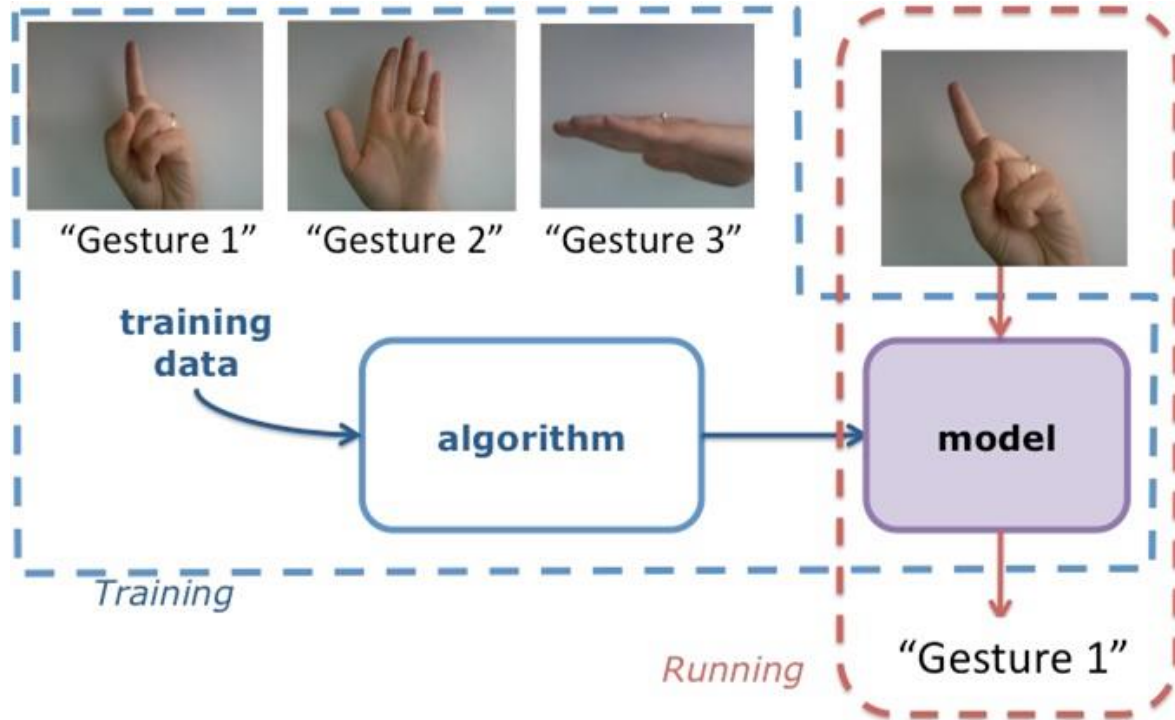 “Gesture 1” “Gesture 2” “Gesture 3”
training
data
algorithm
model
Training
Running
“Gesture 1”